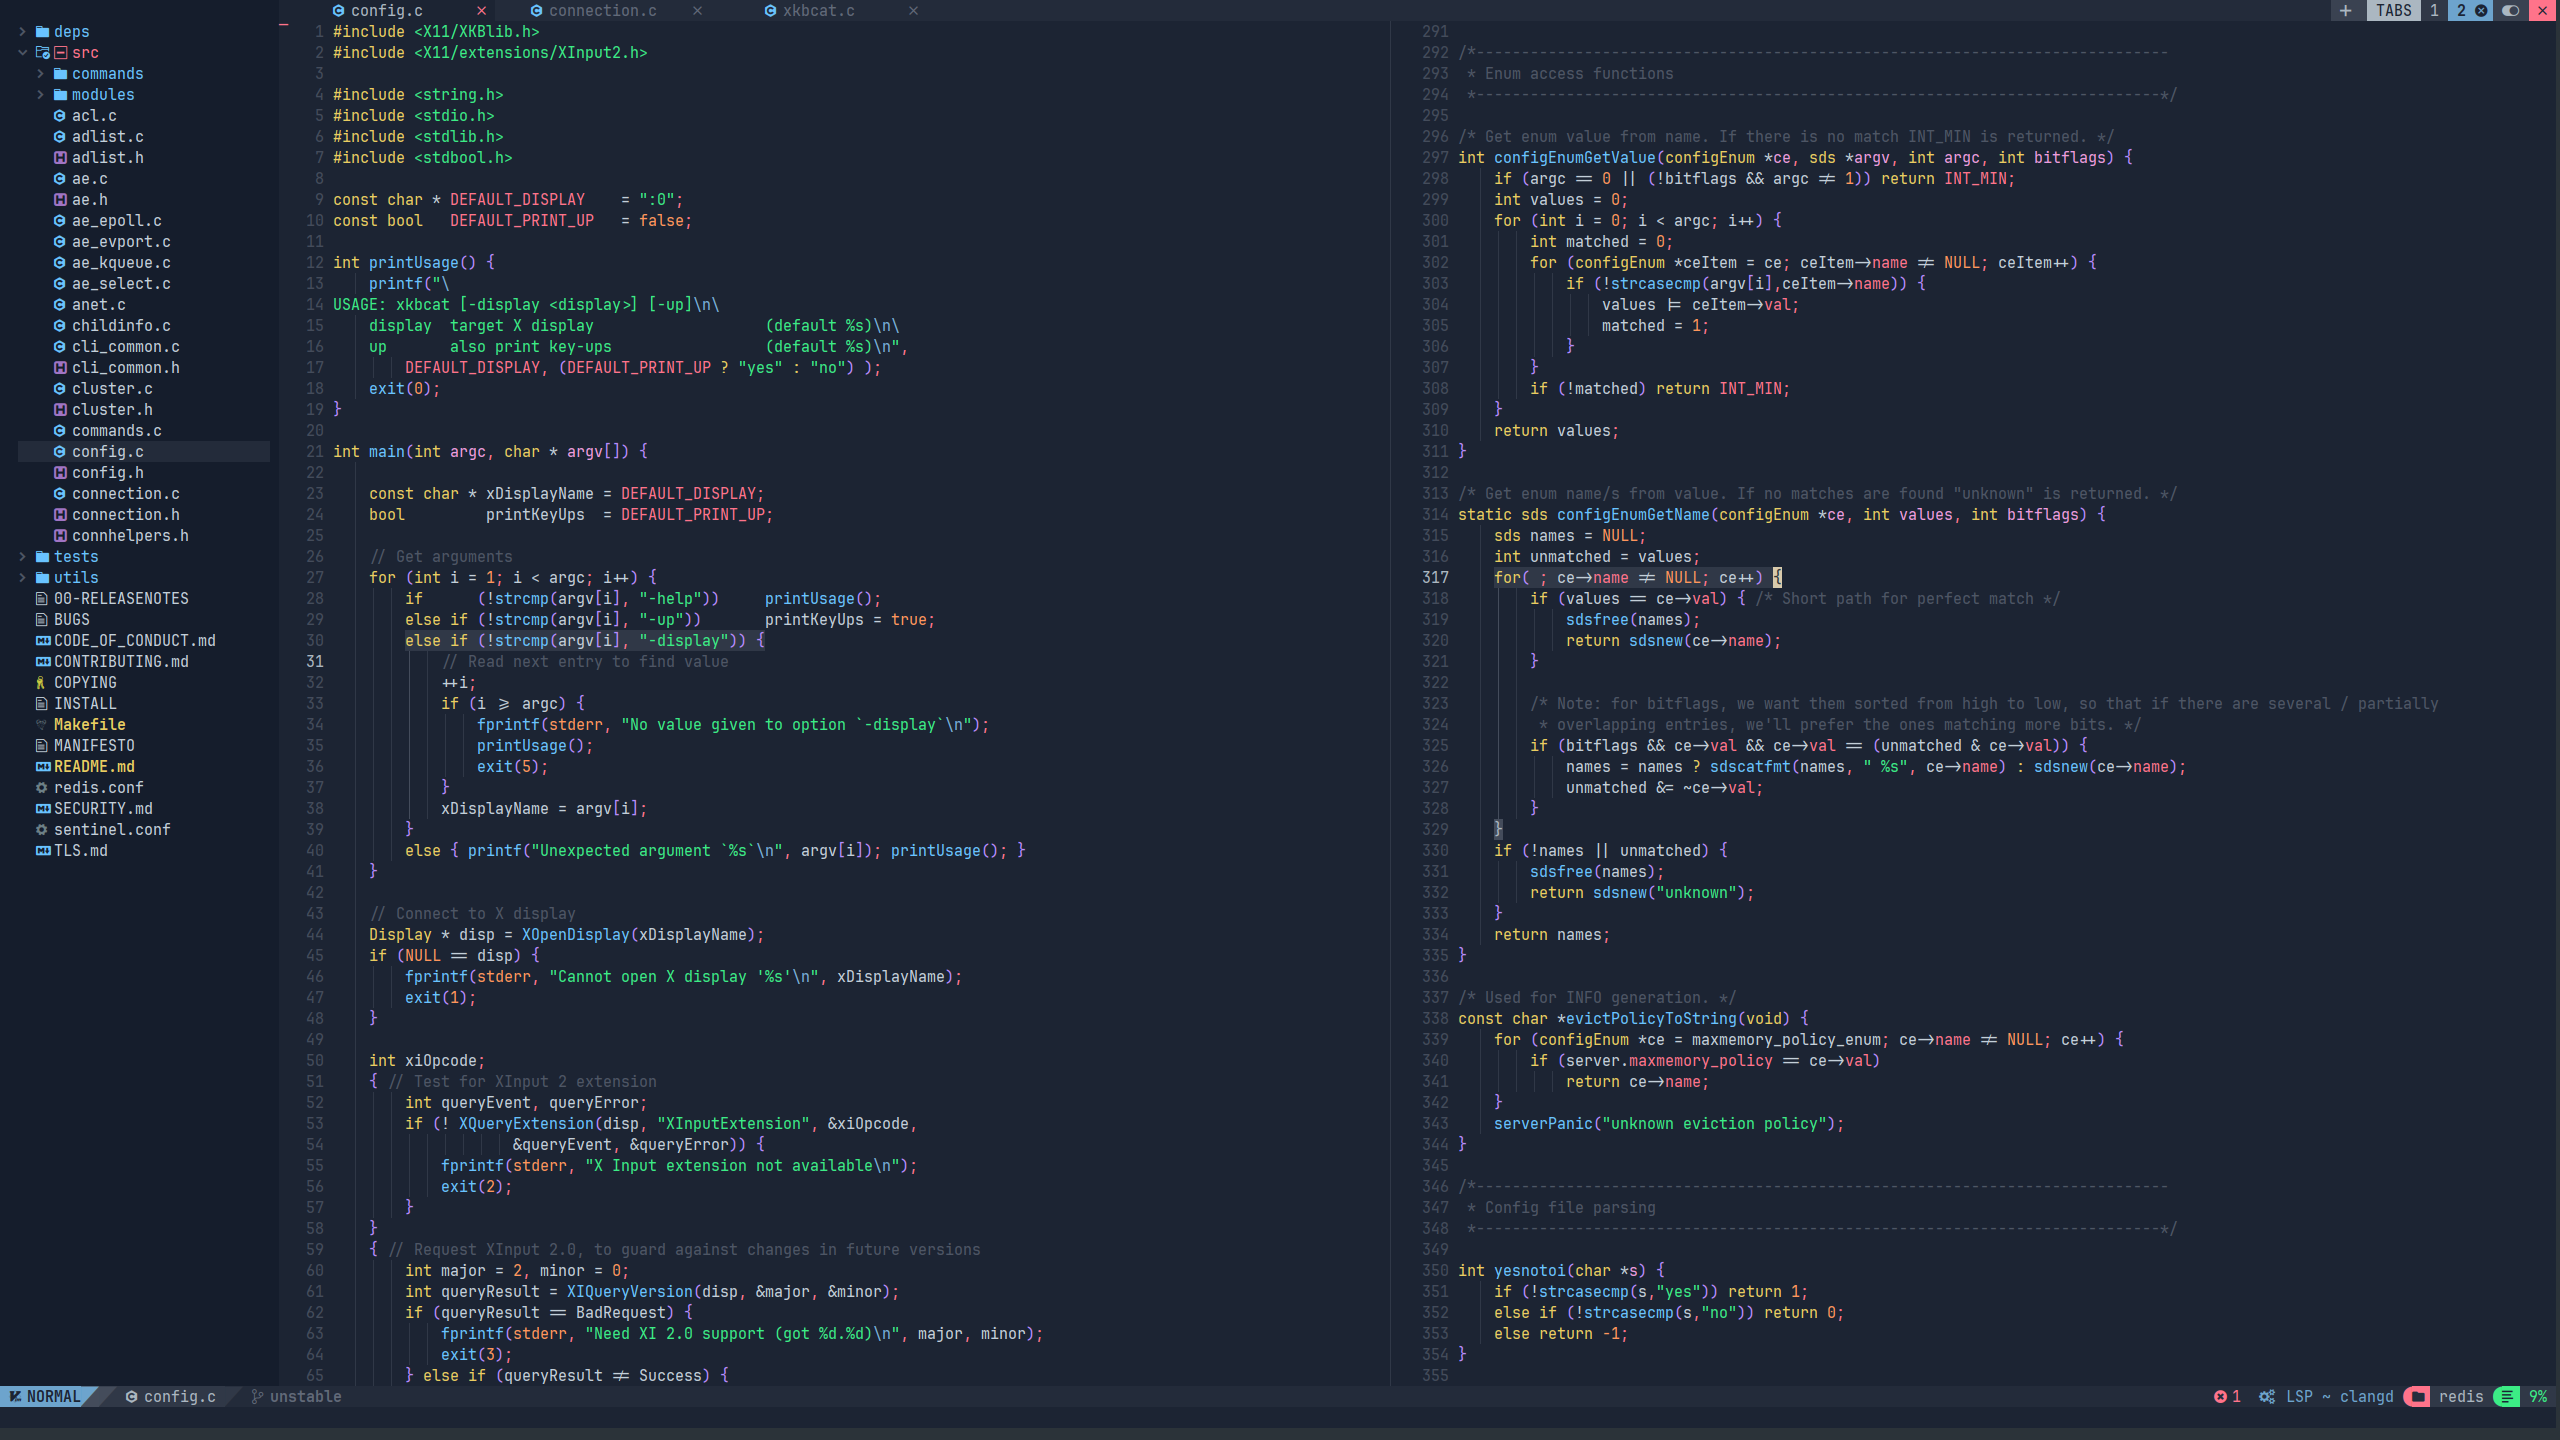 config.c × connection.c × xkbcat.c × + TABS 1 2 ×
deps
src
commands
modules
acl.c
adlist.c
adlist.h
ae.c
ae.h
ae_epoll.c
ae_evport.c
ae_kqueue.c
ae_select.c
anet.c
childinfo.c
cli_common.c
cli_common.h
cluster.c
cluster.h
commands.c
config.c
config.h
connection.c
connection.h
connhelpers.h
tests
utils
00-RELEASENOTES
BUGS
CODE_OF_CONDUCT.md
CONTRIBUTING.md
COPYING
INSTALL
Makefile
MANIFESTO
README.md
redis.conf
SECURITY.md
sentinel.conf
TLS.md
1 #include <X11/XKBlib.h>
2 #include <X11/extensions/XInput2.h>
3
4 #include <string.h>
5 #include <stdio.h>
6 #include <stdlib.h>
7 #include <stdbool.h>
8
9 const char * DEFAULT_DISPLAY    = ":0";
10 const bool   DEFAULT_PRINT_UP   = false;
11
12 int printUsage() {
13     printf("\
14 USAGE: xkbcat [-display <display>] [-up]\n\
15     display  target X display                   (default %s)\n\
16     up       also print key-ups                 (default %s)\n",
17         DEFAULT_DISPLAY, (DEFAULT_PRINT_UP ? "yes" : "no") );
18     exit(0);
19 }
20
21 int main(int argc, char * argv[]) {
22
23     const char * xDisplayName = DEFAULT_DISPLAY;
24     bool         printKeyUps  = DEFAULT_PRINT_UP;
25
26     // Get arguments
27     for (int i = 1; i < argc; i++) {
28         if      (!strcmp(argv[i], "-help"))     printUsage();
29         else if (!strcmp(argv[i], "-up"))       printKeyUps = true;
30         else if (!strcmp(argv[i], "-display")) {
31             // Read next entry to find value
32             ++i;
33             if (i >= argc) {
34                 fprintf(stderr, "No value given to option `-display`\n");
35                 printUsage();
36                 exit(5);
37             }
38             xDisplayName = argv[i];
39         }
40         else { printf("Unexpected argument `%s`\n", argv[i]); printUsage(); }
41     }
42
43     // Connect to X display
44     Display * disp = XOpenDisplay(xDisplayName);
45     if (NULL == disp) {
46         fprintf(stderr, "Cannot open X display '%s'\n", xDisplayName);
47         exit(1);
48     }
49
50     int xiOpcode;
51     { // Test for XInput 2 extension
52         int queryEvent, queryError;
53         if (! XQueryExtension(disp, "XInputExtension", &xiOpcode,
54                     &queryEvent, &queryError)) {
55             fprintf(stderr, "X Input extension not available\n");
56             exit(2);
57         }
58     }
59     { // Request XInput 2.0, to guard against changes in future versions
60         int major = 2, minor = 0;
61         int queryResult = XIQueryVersion(disp, &major, &minor);
62         if (queryResult == BadRequest) {
63             fprintf(stderr, "Need XI 2.0 support (got %d.%d)\n", major, minor);
64             exit(3);
65         } else if (queryResult != Success) {
291
292 /*-----------------------------------------------------------------------------
293  * Enum access functions
294  *----------------------------------------------------------------------------*/
295
296 /* Get enum value from name. If there is no match INT_MIN is returned. */
297 int configEnumGetValue(configEnum *ce, sds *argv, int argc, int bitflags) {
298     if (argc == 0 || (!bitflags && argc != 1)) return INT_MIN;
299     int values = 0;
300     for (int i = 0; i < argc; i++) {
301         int matched = 0;
302         for (configEnum *ceItem = ce; ceItem->name != NULL; ceItem++) {
303             if (!strcasecmp(argv[i],ceItem->name)) {
304                 values |= ceItem->val;
305                 matched = 1;
306             }
307         }
308         if (!matched) return INT_MIN;
309     }
310     return values;
311 }
312
313 /* Get enum name/s from value. If no matches are found "unknown" is returned. */
314 static sds configEnumGetName(configEnum *ce, int values, int bitflags) {
315     sds names = NULL;
316     int unmatched = values;
317     for( ; ce->name != NULL; ce++) {
318         if (values == ce->val) { /* Short path for perfect match */
319             sdsfree(names);
320             return sdsnew(ce->name);
321         }
322
323         /* Note: for bitflags, we want them sorted from high to low, so that if there are several / partially
324          * overlapping entries, we'll prefer the ones matching more bits. */
325         if (bitflags && ce->val && ce->val == (unmatched & ce->val)) {
326             names = names ? sdscatfmt(names, " %s", ce->name) : sdsnew(ce->name);
327             unmatched &= ~ce->val;
328         }
329     }
330     if (!names || unmatched) {
331         sdsfree(names);
332         return sdsnew("unknown");
333     }
334     return names;
335 }
336
337 /* Used for INFO generation. */
338 const char *evictPolicyToString(void) {
339     for (configEnum *ce = maxmemory_policy_enum; ce->name != NULL; ce++) {
340         if (server.maxmemory_policy == ce->val)
341             return ce->name;
342     }
343     serverPanic("unknown eviction policy");
344 }
345
346 /*-----------------------------------------------------------------------------
347  * Config file parsing
348  *----------------------------------------------------------------------------*/
349
350 int yesnotoi(char *s) {
351     if (!strcasecmp(s,"yes")) return 1;
352     else if (!strcasecmp(s,"no")) return 0;
353     else return -1;
354 }
355
NORMAL config.c unstable 1 LSP ~ clangd redis 9%